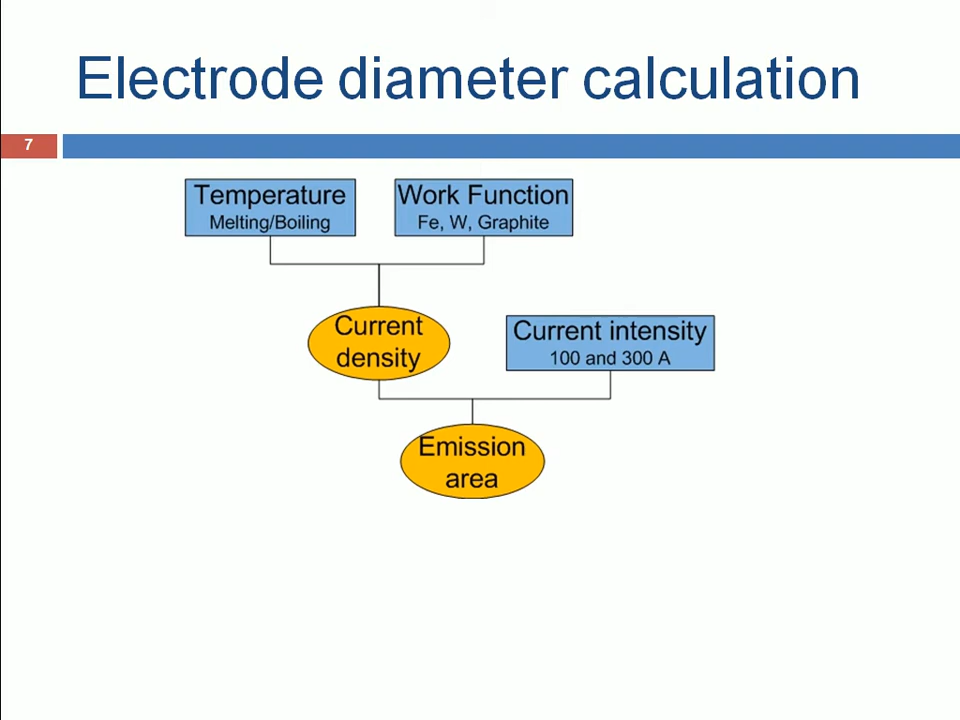 Electrode diameter calculation
7
Temperature
Melting/Boiling
Work Function
Fe, W, Graphite
Current
density
Current intensity
100 and 300 A
Emission
area